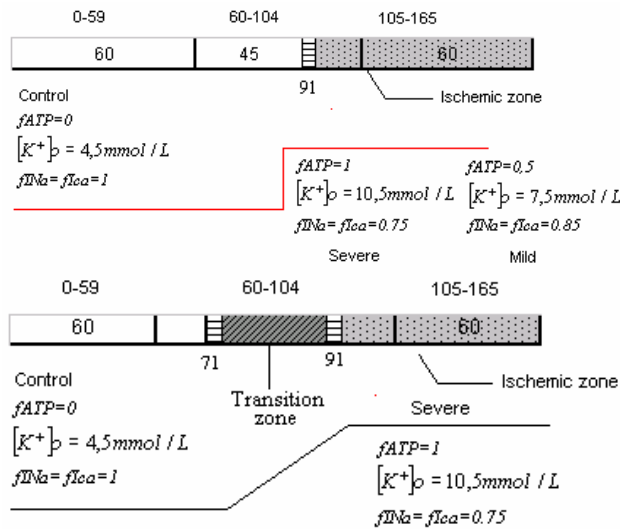 0-59 60-104 105-165
60 45 60
91
Ischemic zone
Control
fATP=0
[K⁺]o = 4,5mmol / L
fINa= fIca=1
fATP=1
[K⁺]o = 10,5mmol / L
fINa= fIca=0.75
Severe
fATP=0,5
[K⁺]o = 7,5mmol / L
fINa= fIca=0.85
Mild
0-59 60-104 105-165
60 60
71 91
Transition
zone
Ischemic zone
Control
fATP=0
[K⁺]o = 4,5mmol / L
fINa= fIca=1
Severe
fATP=1
[K⁺]o = 10,5mmol / L
fINa= fIca=0.75